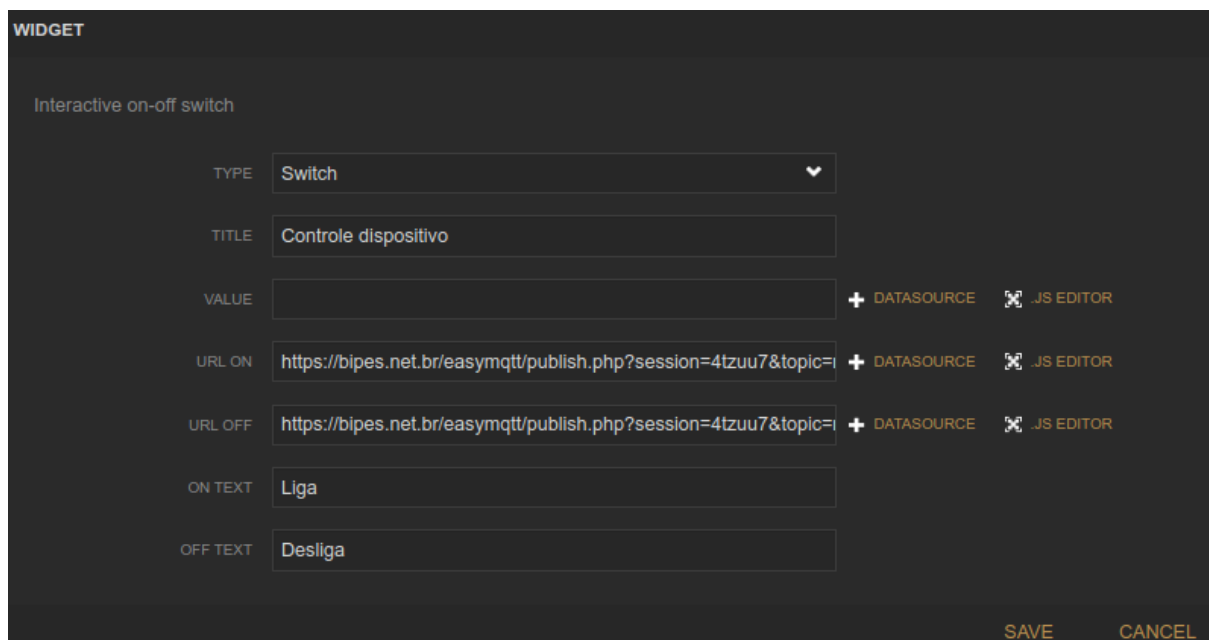 WIDGET
Interactive on-off switch
TYPE Switch
TITLE Controle dispositivo
VALUE DATASOURCE .JS EDITOR
URL ON https://bipes.net.br/easymqtt/publish.php?session=4tzuu7&topic= DATASOURCE .JS EDITOR
URL OFF https://bipes.net.br/easymqtt/publish.php?session=4tzuu7&topic= DATASOURCE .JS EDITOR
ON TEXT Liga
OFF TEXT Desliga
SAVE CANCEL